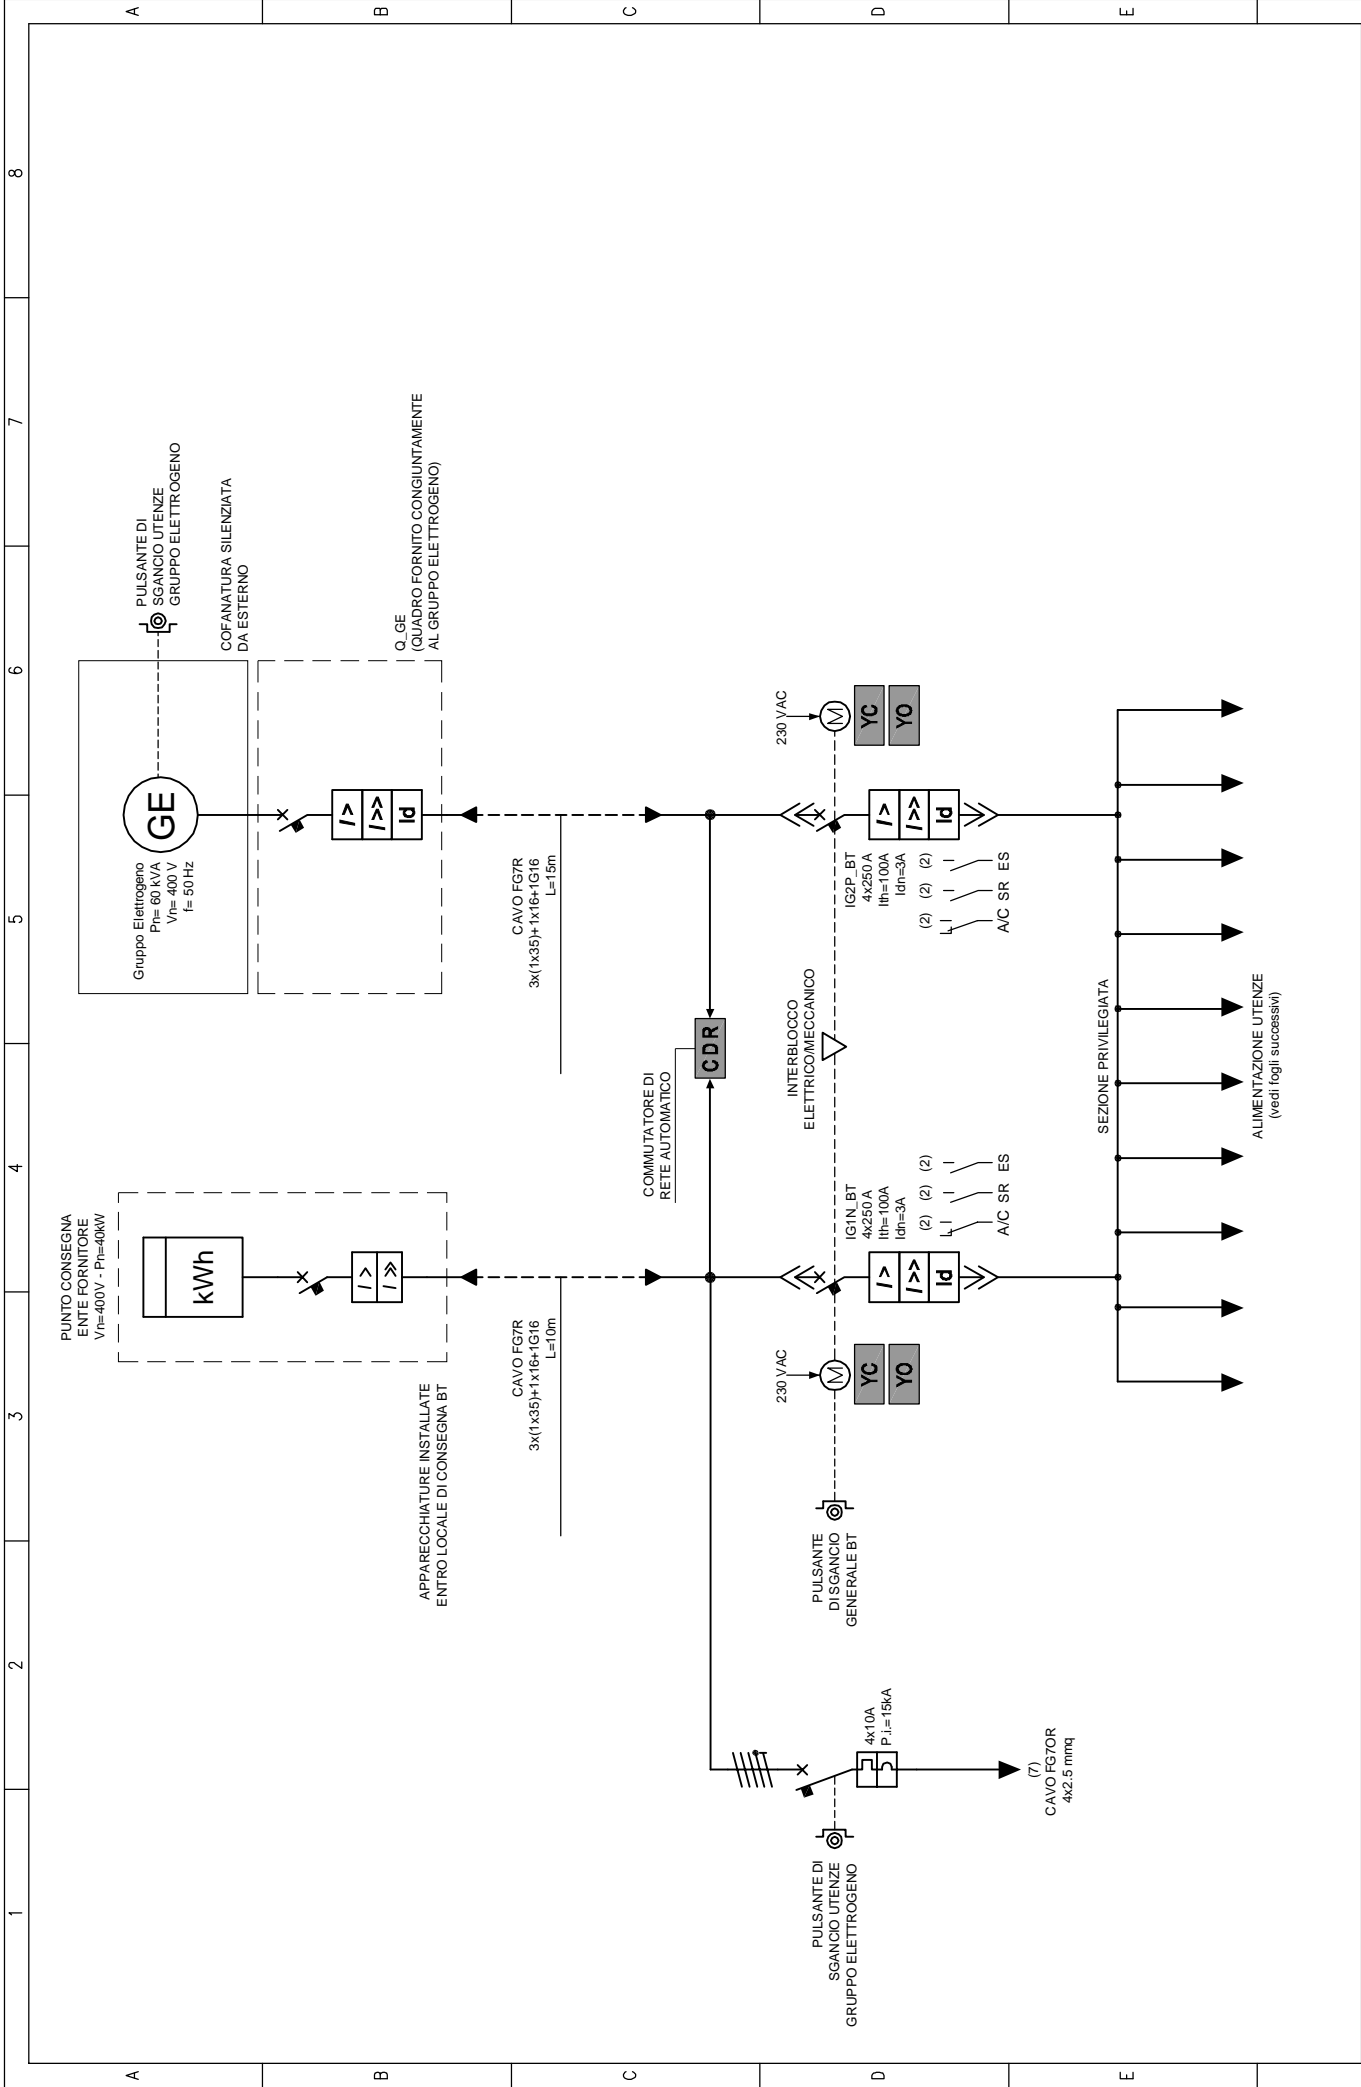 1
2
3
4
5
6
7
8
A
B
C
D
E
A
B
C
D
E
PUNTO CONSEGNA
ENTE FORNITORE
Vn=400V - Pn=40kW
kWh
I >
I >>
APPARECCHIATURE INSTALLATE
ENTRO LOCALE DI CONSEGNA BT
Gruppo Elettrogeno
Pn= 60 kVA
Vn= 400 V
f= 50 Hz
GE
PULSANTE DI
SGANCIO UTENZE
GRUPPO ELETTROGENO
COFANATURA SILENZIATA
DA ESTERNO
I >
I >>
Id
Q_GE
(QUADRO FORNITO CONGIUNTAMENTE
AL GRUPPO ELETTROGENO)
CAVO FG7R
3x(1x35)+1x16+1G16
L=10m
CAVO FG7R
3x(1x35)+1x16+1G16
L=15m
COMMUTATORE DI
RETE AUTOMATICO
CDR
PULSANTE DI
SGANCIO UTENZE
GRUPPO ELETTROGENO
4x10A
P.i.=15kA
(7)
CAVO FG7OR
4x2.5 mmq
PULSANTE
DI SGANCIO
GENERALE BT
230 VAC
M
YC
YO
I >
I >>
Id
IG1N_BT
4x250 A
Ith=100A
Idn=3A
(2) (2) (2)
A/C SR ES
INTERBLOCCO
ELETTRICO/MECCANICO
IG2P_BT
4x250 A
Ith=100A
Idn=3A
(2) (2) (2)
A/C SR ES
I >
I >>
Id
230 VAC
M
YC
YO
SEZIONE PRIVILEGIATA
ALIMENTAZIONE UTENZE
(vedi fogli successivi)